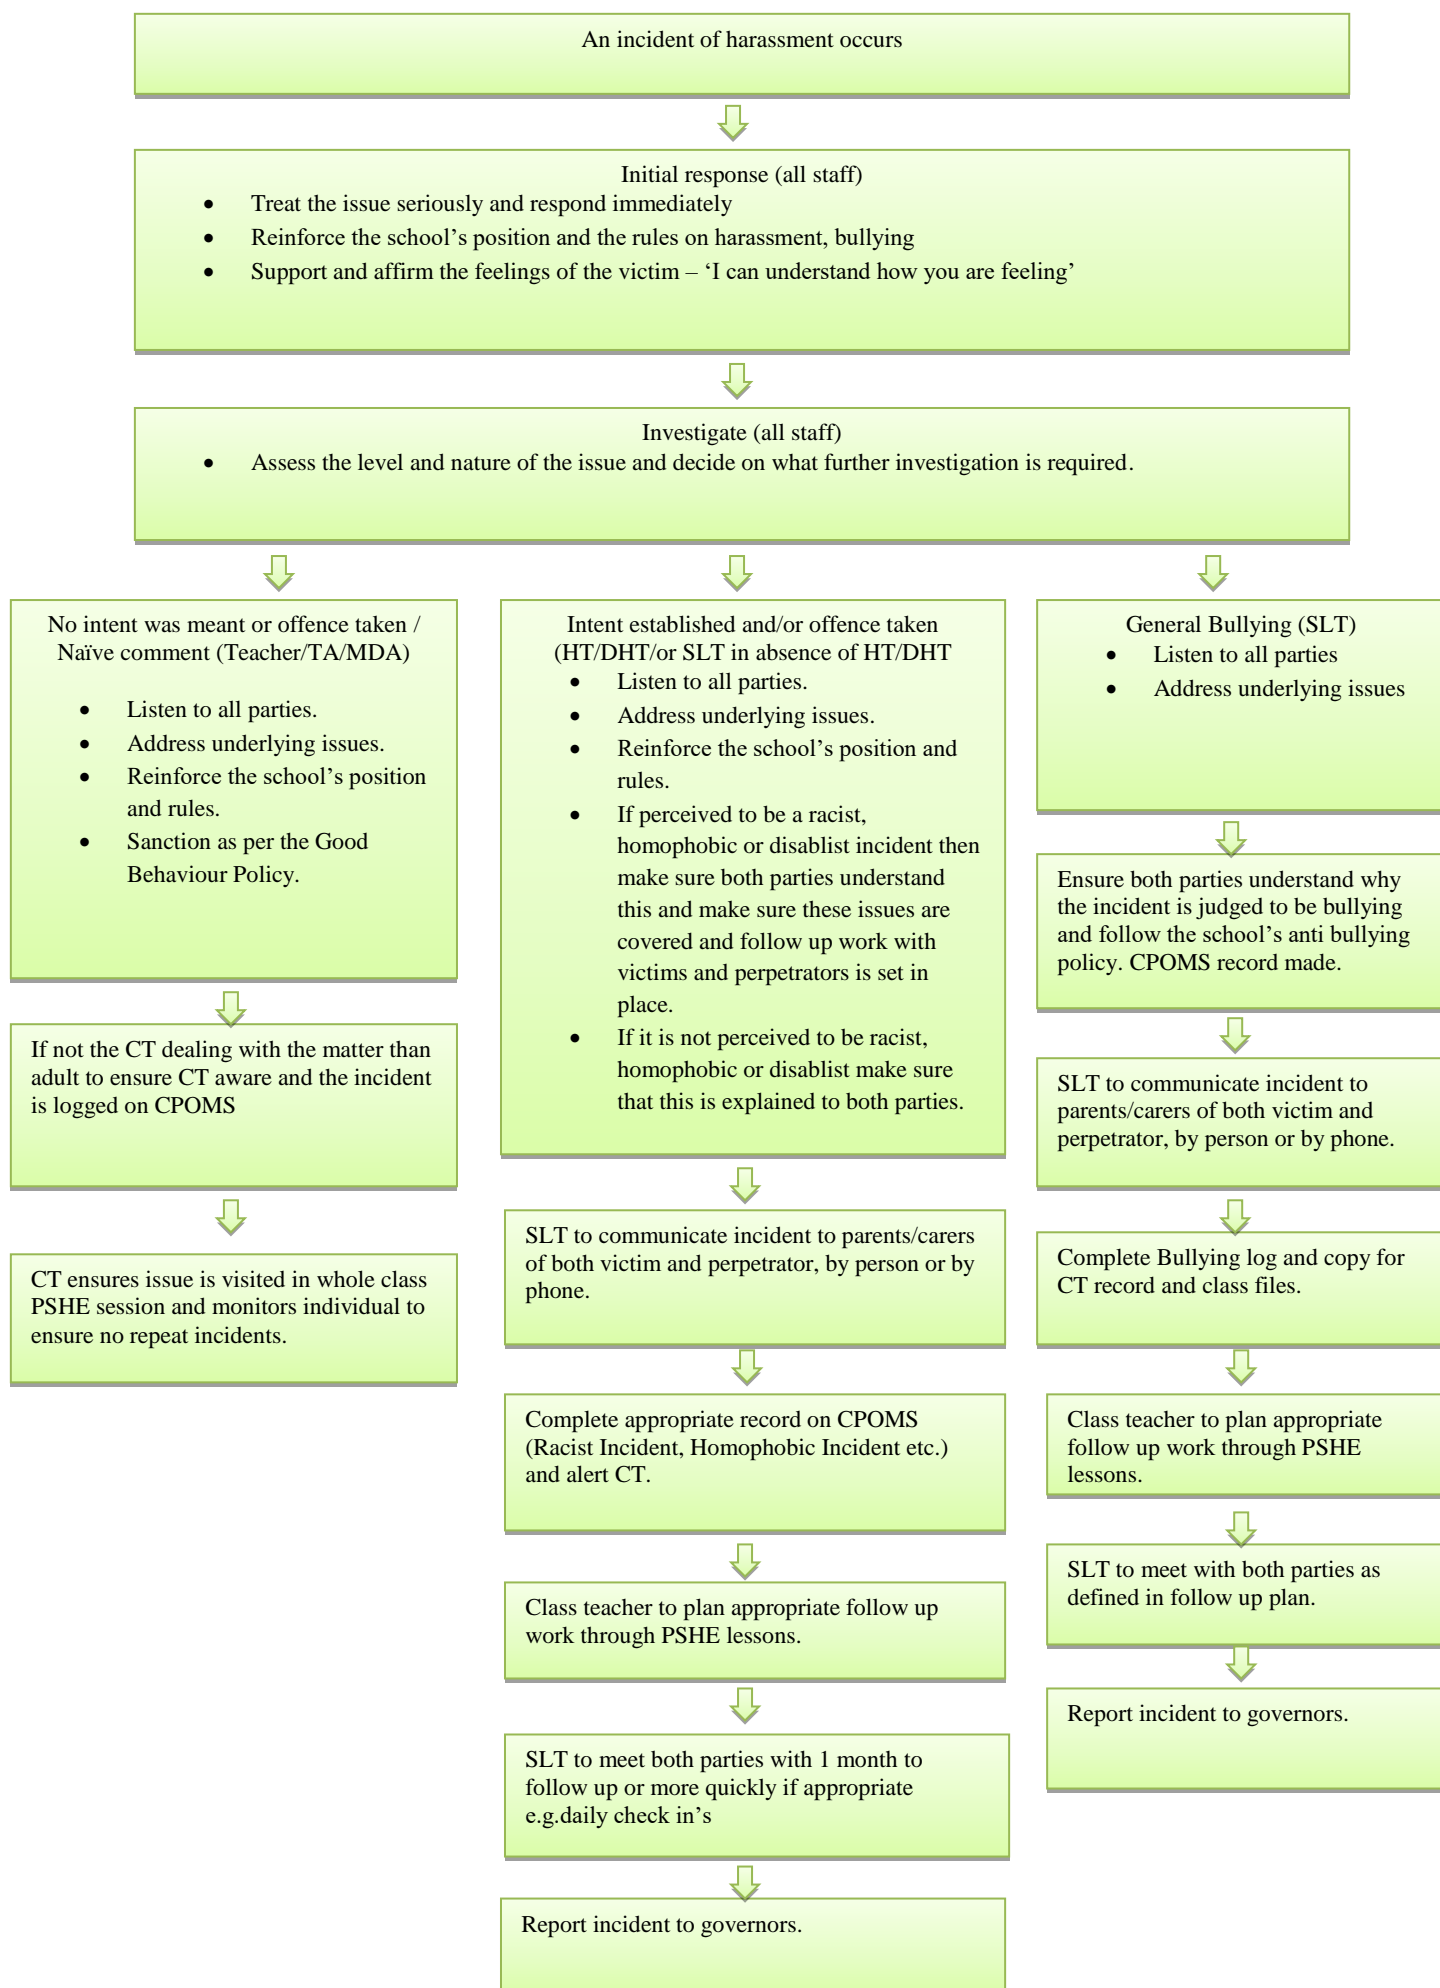 An incident of harassment occurs
Initial response (all staff)
• Treat the issue seriously and respond immediately
• Reinforce the school’s position and the rules on harassment, bullying
• Support and affirm the feelings of the victim – ‘I can understand how you are feeling’
Investigate (all staff)
• Assess the level and nature of the issue and decide on what further investigation is required.
No intent was meant or offence taken /
Naïve comment (Teacher/TA/MDA)
• Listen to all parties.
• Address underlying issues.
• Reinforce the school’s position
and rules.
• Sanction as per the Good
Behaviour Policy.
If not the CT dealing with the matter than
adult to ensure CT aware and the incident
is logged on CPOMS
CT ensures issue is visited in whole class
PSHE session and monitors individual to
ensure no repeat incidents.
Intent established and/or offence taken
(HT/DHT/or SLT in absence of HT/DHT
• Listen to all parties.
• Address underlying issues.
• Reinforce the school’s position and
rules.
• If perceived to be a racist,
homophobic or disablist incident then
make sure both parties understand
this and make sure these issues are
covered and follow up work with
victims and perpetrators is set in
place.
• If it is not perceived to be racist,
homophobic or disablist make sure
that this is explained to both parties.
SLT to communicate incident to parents/carers
of both victim and perpetrator, by person or by
phone.
Complete appropriate record on CPOMS
(Racist Incident, Homophobic Incident etc.)
and alert CT.
Class teacher to plan appropriate follow up
work through PSHE lessons.
SLT to meet both parties with 1 month to
follow up or more quickly if appropriate
e.g.daily check in’s
Report incident to governors.
General Bullying (SLT)
• Listen to all parties
• Address underlying issues
Ensure both parties understand why
the incident is judged to be bullying
and follow the school’s anti bullying
policy. CPOMS record made.
SLT to communicate incident to
parents/carers of both victim and
perpetrator, by person or by phone.
Complete Bullying log and copy for
CT record and class files.
Class teacher to plan appropriate
follow up work through PSHE
lessons.
SLT to meet with both parties as
defined in follow up plan.
Report incident to governors.